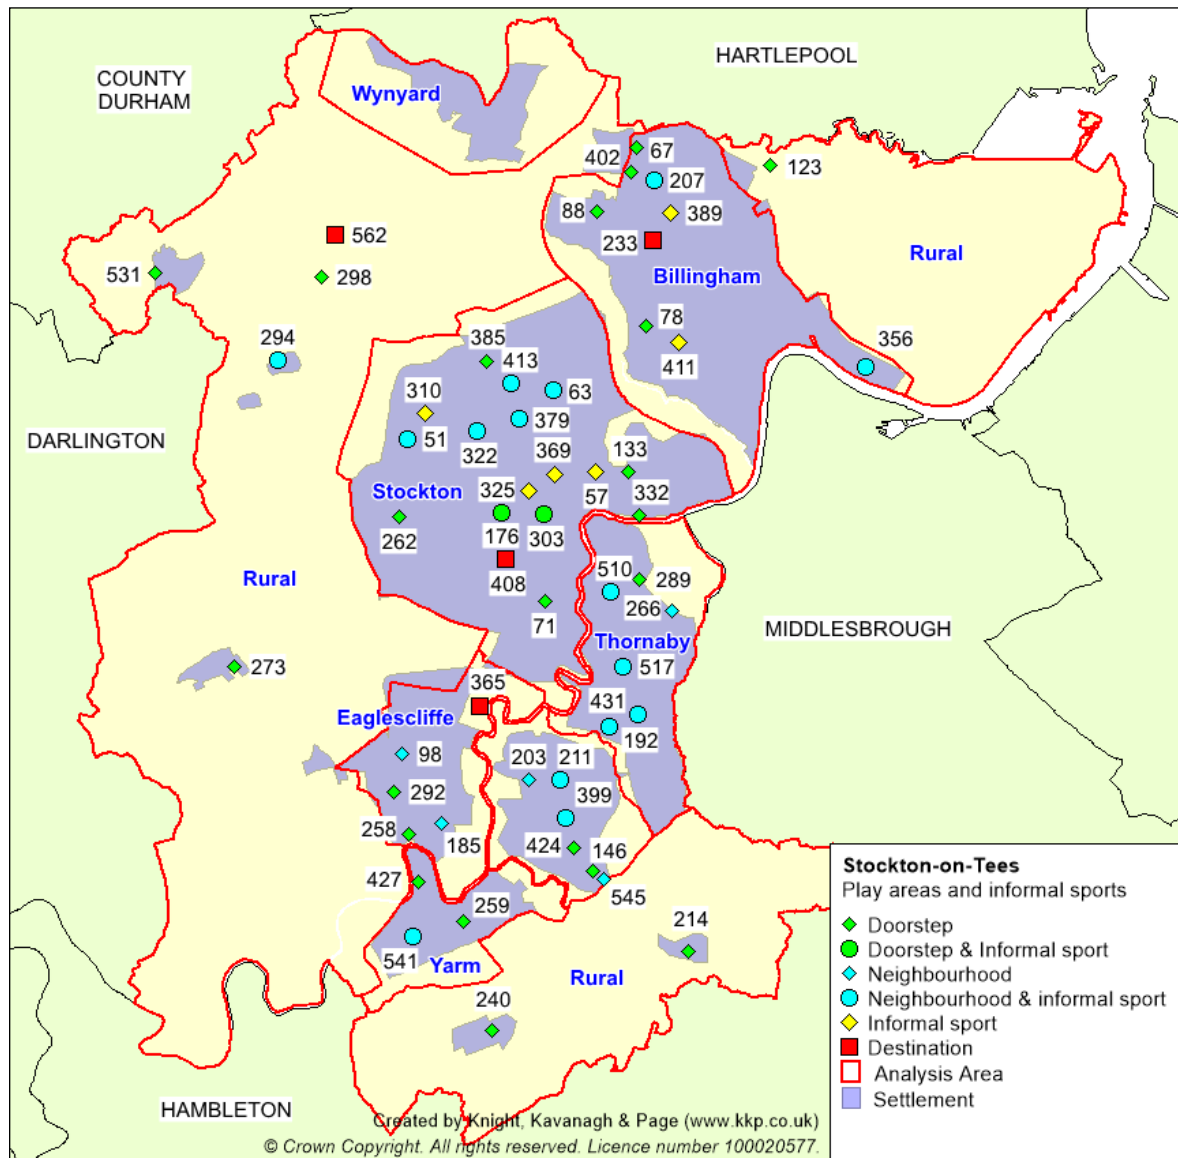 HARTLEPOOL
COUNTY
DURHAM
Wynyard
67
402
207
123
88
389
562
233
Rural
531
298
Billingham
78
294
385
413
356
411
310
63
379
51
322
369
133
Stockton
325
57
332
262
176
303
DARLINGTON
510
289
408
266
Rural
71
Thornaby
MIDDLESBROUGH
517
273
365
431
Eaglescliffe
192
98
203
211
292
399
258
185
424
146
427
545
259
214
541
Yarm
Rural
240
HAMBLETON
Stockton-on-Tees
Play areas and informal sports
Doorstep
Doorstep & Informal sport
Neighbourhood
Neighbourhood & informal sport
Informal sport
Destination
Analysis Area
Settlement
Created by Knight, Kavanagh & Page (www.kkp.co.uk)
© Crown Copyright. All rights reserved. Licence number 100020577.